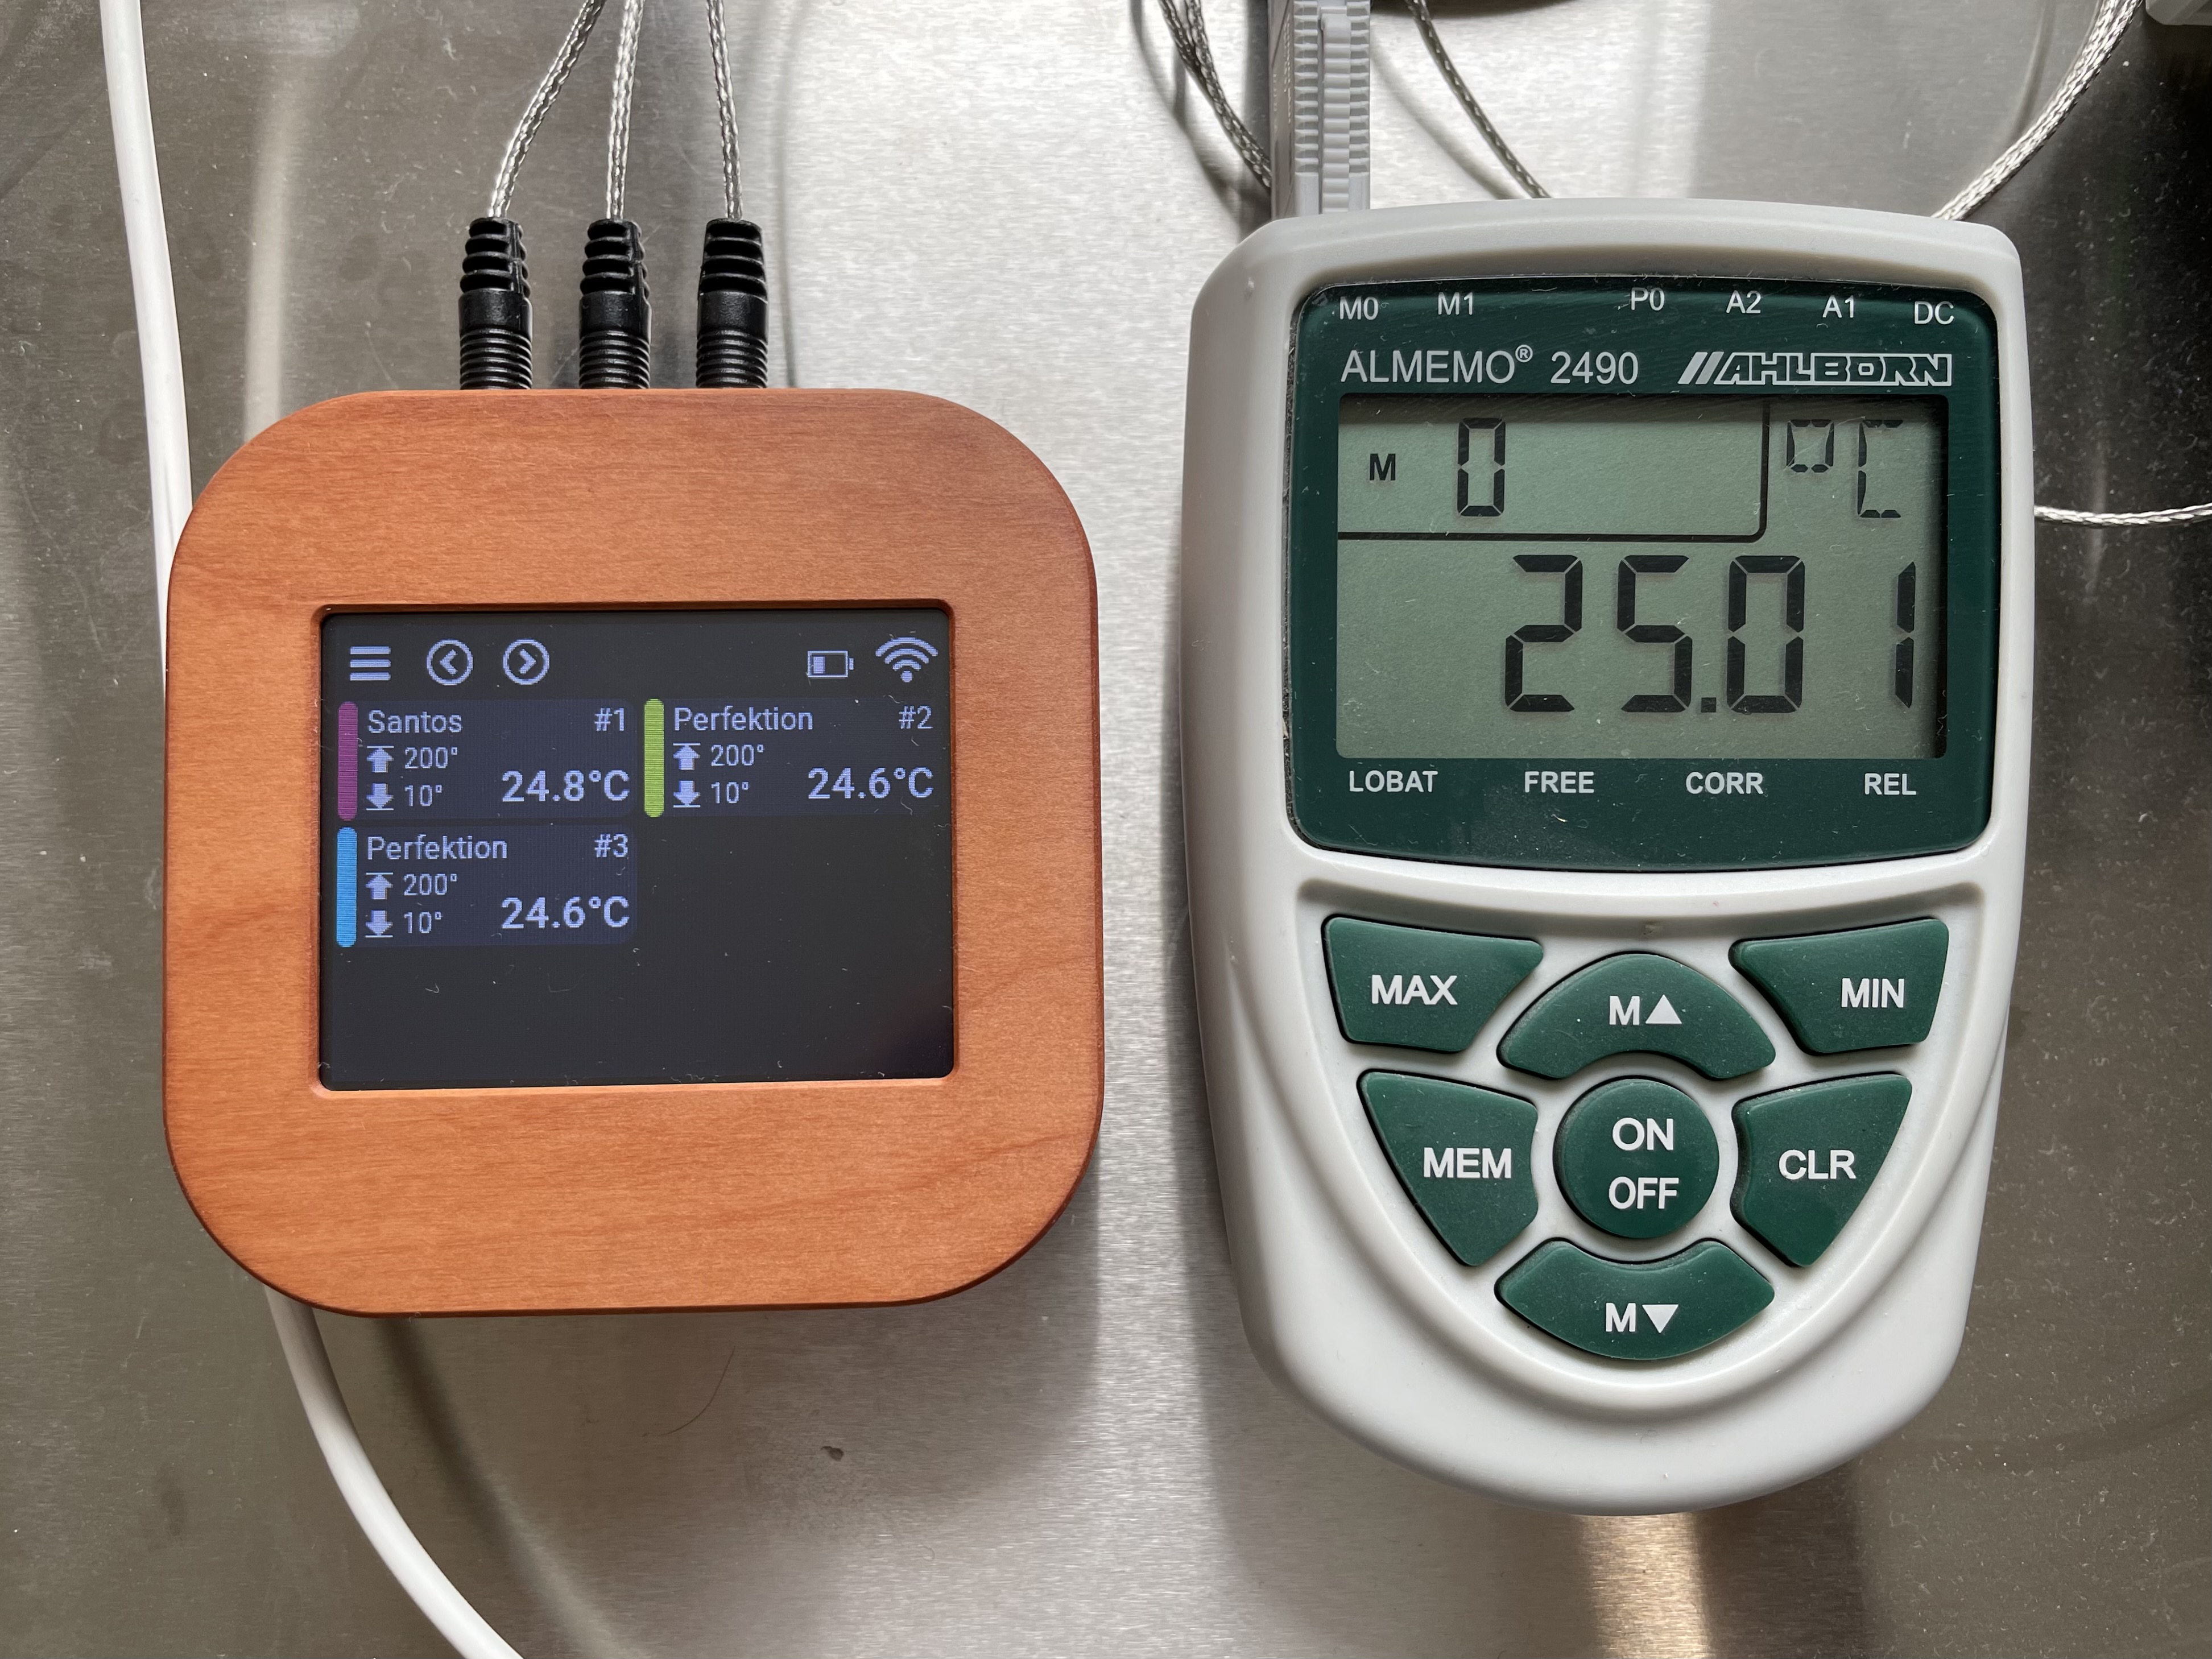 Santos #1
200°
10° 24.8°C
Perfektion #2
200°
10° 24.6°C
Perfektion #3
200°
10° 24.6°C
M0 M1 P0 A2 A1 DC
ALMEMO® 2490 AHLBORN
M 0 °C
25.01
LOBAT FREE CORR REL
MAX M▲ MIN
MEM ON OFF CLR
M▼